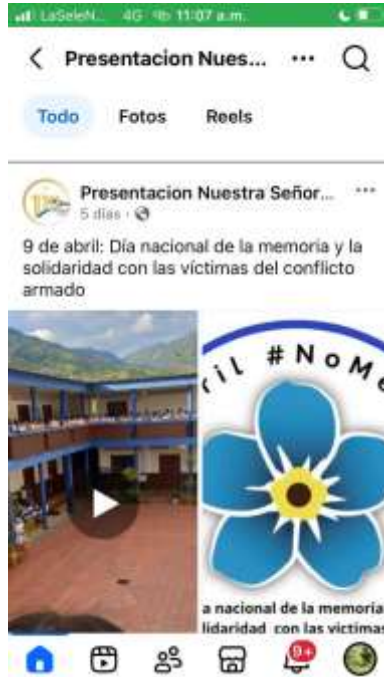 LaSeleN... 4G 11:07 a.m.
Presentacion Nues...
Todo Fotos Reels
Presentacion Nuestra Señor...
5 días
9 de abril: Día nacional de la memoria y la
solidaridad con las víctimas del conflicto
armado
ril #NoMe
a nacional de la memoria
lidaridad con las víctimas
9+